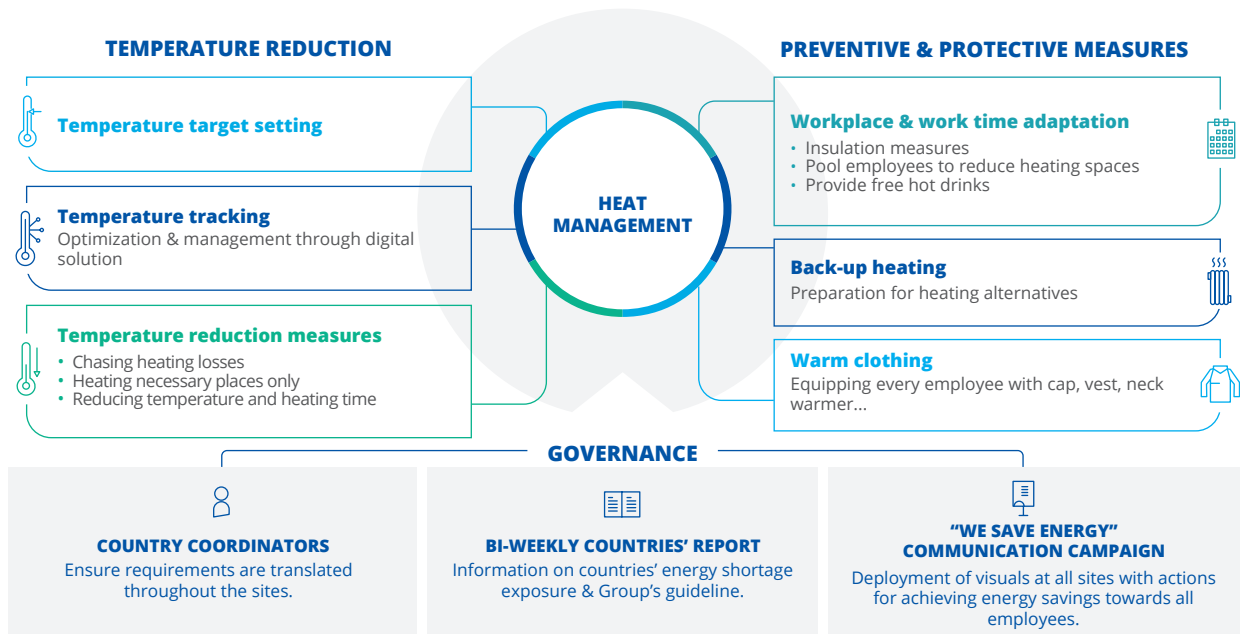 TEMPERATURE REDUCTION
Temperature target setting
Temperature tracking
Optimization & management through digital
solution
Temperature reduction measures
• Chasing heating losses
• Heating necessary places only
• Reducing temperature and heating time
HEAT
MANAGEMENT
PREVENTIVE & PROTECTIVE MEASURES
Workplace & work time adaptation
• Insulation measures
• Pool employees to reduce heating spaces
• Provide free hot drinks
Back-up heating
Preparation for heating alternatives
Warm clothing
Equipping every employee with cap, vest, neck
warmer...
GOVERNANCE
COUNTRY COORDINATORS
Ensure requirements are translated
throughout the sites.
BI-WEEKLY COUNTRIES’ REPORT
Information on countries’ energy shortage
exposure & Group’s guideline.
“WE SAVE ENERGY”
COMMUNICATION CAMPAIGN
Deployment of visuals at all sites with actions
for achieving energy savings towards all
employees.